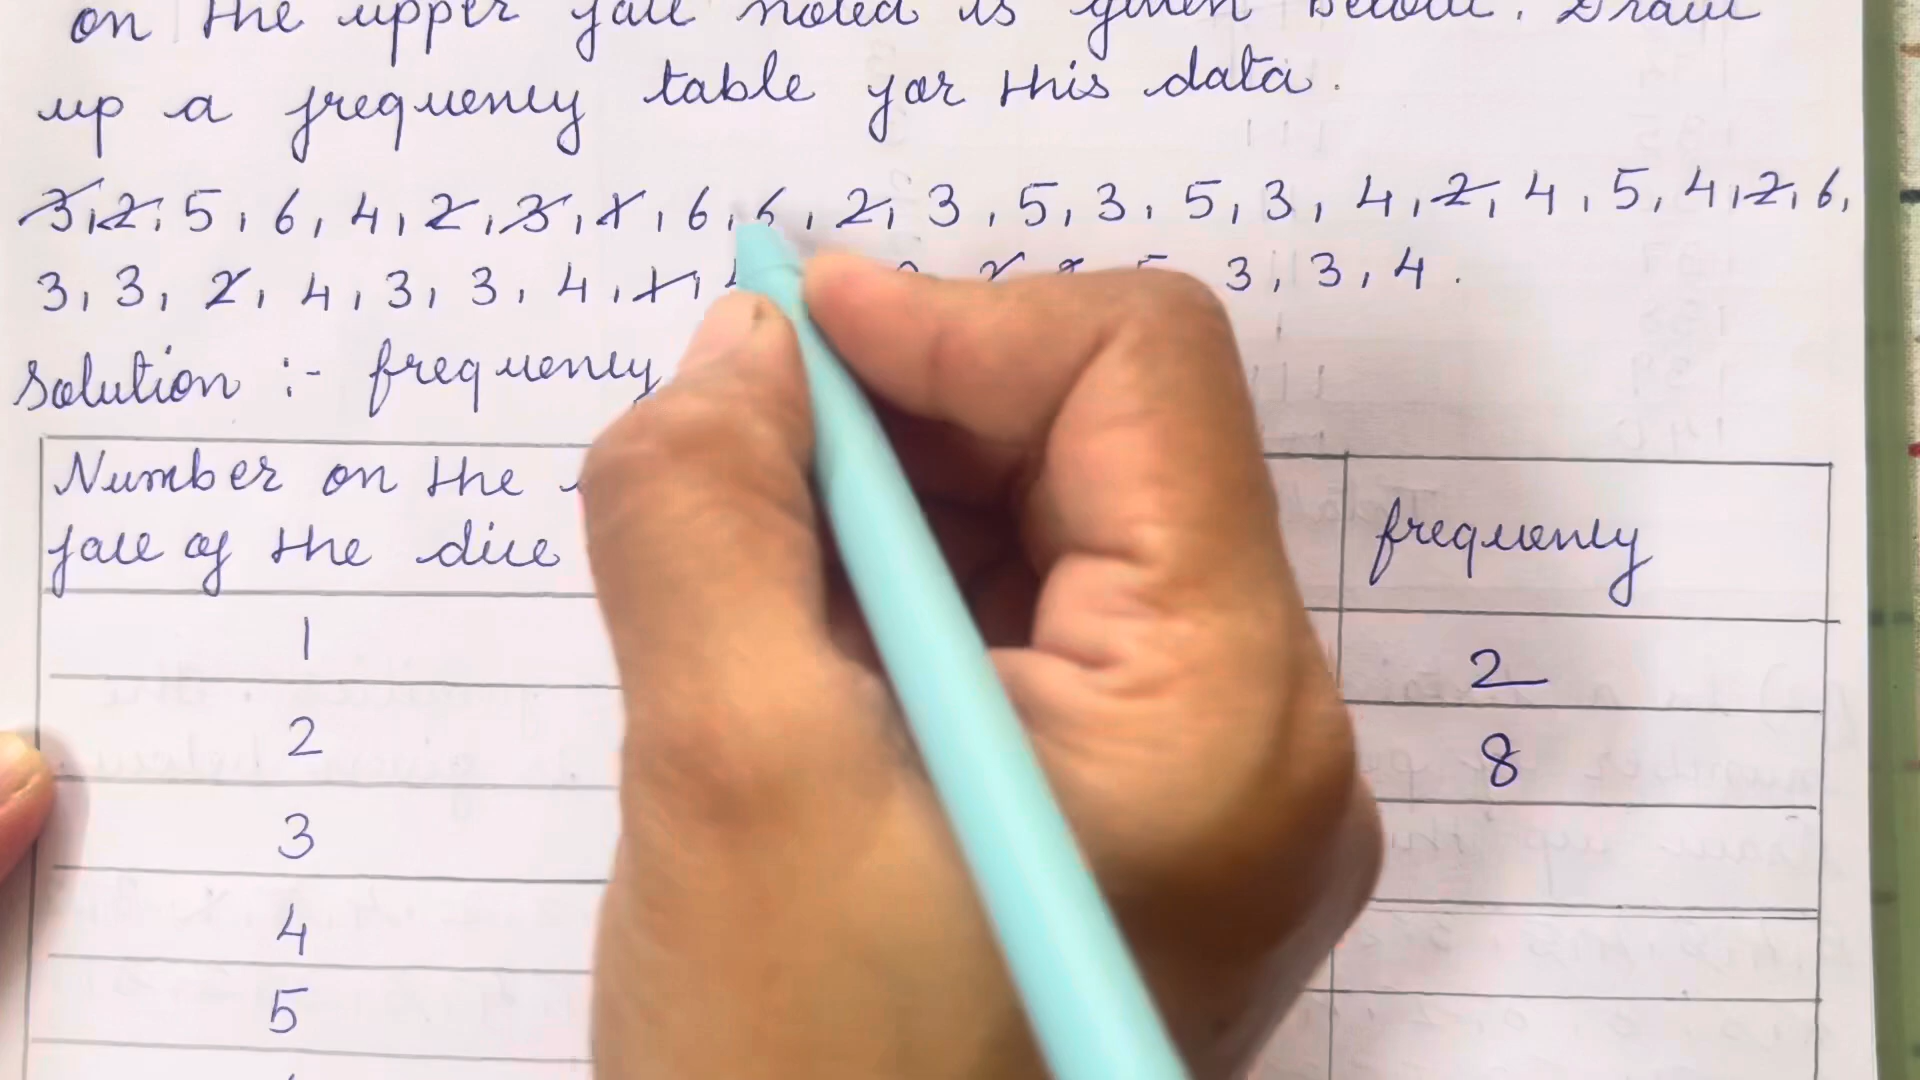 on the upper face noted is given below. Draw
up a frequency table for this data.
3, 2, 5, 6, 4, 2, 3, 1, 6, 6, 2, 3, 5, 3, 5, 3, 4, 2, 4, 5, 4, 2, 6,
3, 3, 2, 4, 3, 3, 4, 1, 3, 3, 4.
Solution :- frequency
Number on the
face of the dice
frequency
1
2
2
8
3
4
5